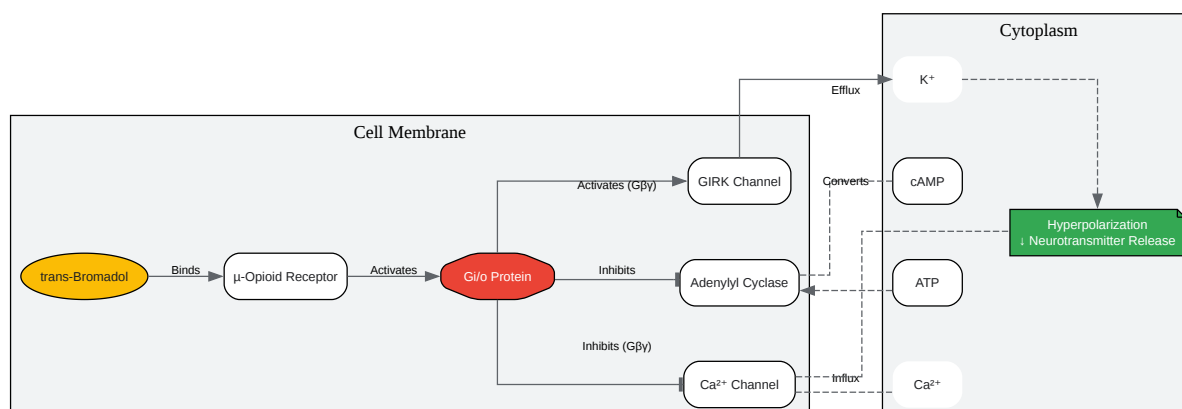 Cytoplasm
K⁺
Efflux
Cell Membrane
GIRK Channel
Converts
cAMP
Activates (Gβγ)
Hyperpolarization
↓ Neurotransmitter Release
trans-Bromadol
Binds
µ-Opioid Receptor
Activates
Gi/o Protein
Inhibits
Adenylyl Cyclase
ATP
Inhibits (Gβγ)
Ca²⁺ Channel
Influx
Ca²⁺